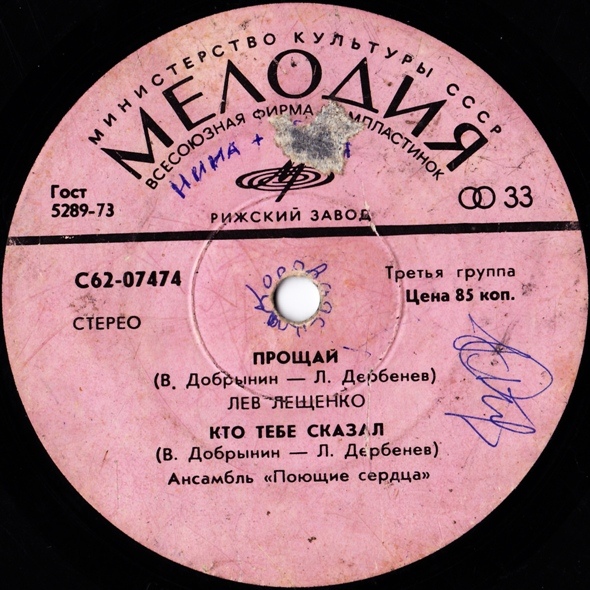 МИНИСТЕРСТВО КУЛЬТУРЫ СССР
МЕЛОДИЯ
ВСЕСОЮЗНАЯ ФИРМА МПЛАСТИНОК
НИНА +
Гост
5289-73
33
РИЖСКИЙ ЗАВОД
С62-07474
Третья группа
Цена 85 коп.
СТЕРЕО
ПРОЩАЙ
(В. Добрынин — Л. Дербенев)
ЛЕВ ЛЕЩЕНКО
КТО ТЕБЕ СКАЗАЛ
(В. Добрынин — Л. Дербенев)
Ансамбль «Поющие сердца»